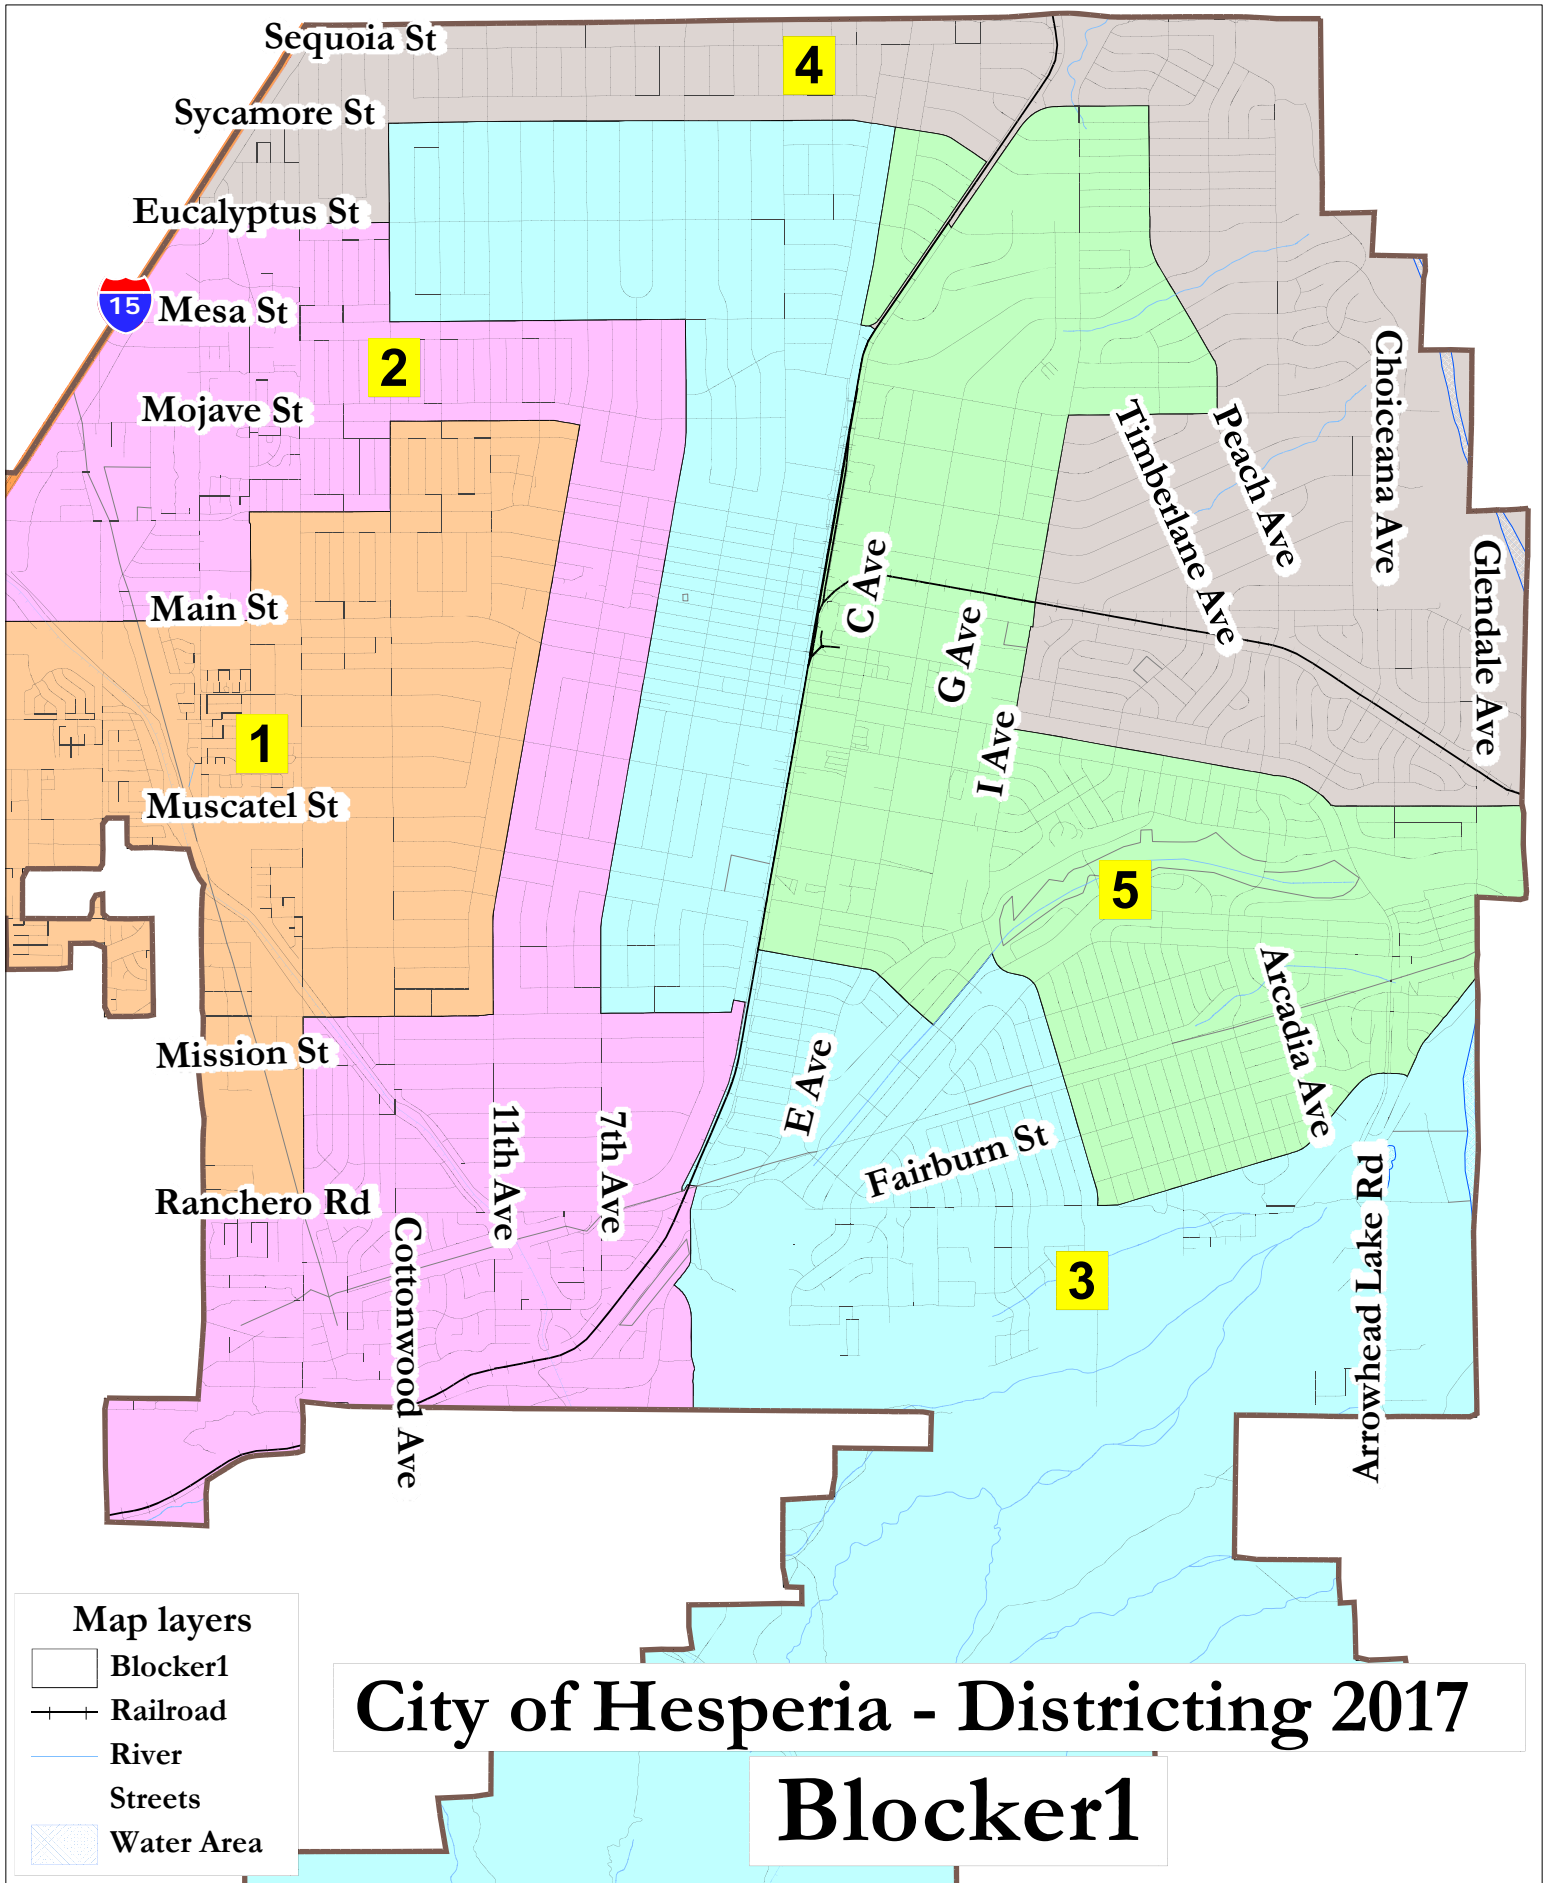 Sequoia St
4
Sycamore St
Eucalyptus St
15
Mesa St
2
Mojave St
Choiceana Ave
Peach Ave
Timberlane Ave
Glendale Ave
C Ave
Main St
G Ave
1
I Ave
Muscatel St
5
Arcadia Ave
Mission St
E Ave
11th Ave
7th Ave
Fairburn St
Ranchero Rd
Cottonwood Ave
Arrowhead Lake Rd
3
Map layers
Blocker1
Railroad
River
Streets
Water Area
City of Hesperia - Districting 2017
Blocker1